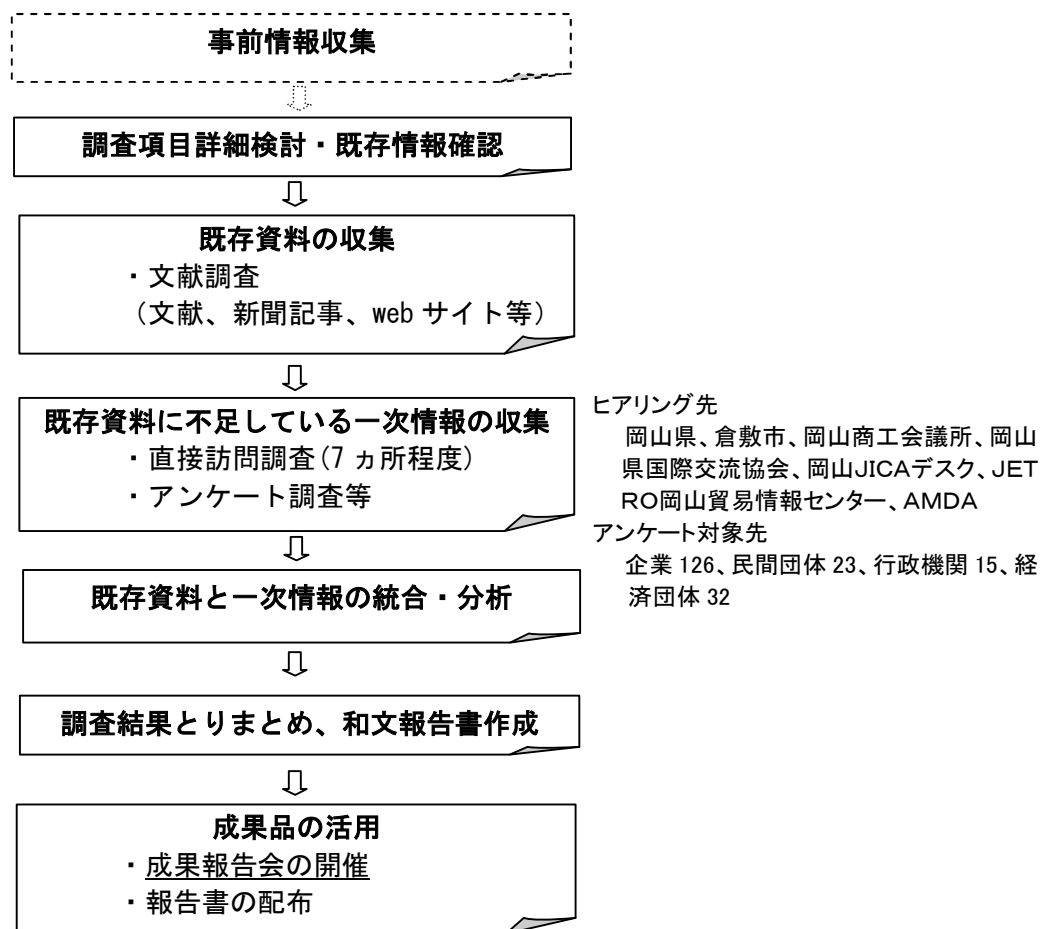 事前情報収集
調査項目詳細検討・既存情報確認
既存資料の収集
・文献調査
（文献、新聞記事、web サイト等）
既存資料に不足している一次情報の収集
・直接訪問調査(7 ヵ所程度)
・アンケート調査等
ヒアリング先
岡山県、倉敷市、岡山商工会議所、岡山
県国際交流協会、岡山JICAデスク、JET
RO岡山貿易情報センター、AMDA
アンケート対象先
企業 126、民間団体 23、行政機関 15、経
済団体 32
既存資料と一次情報の統合・分析
調査結果とりまとめ、和文報告書作成
成果品の活用
・成果報告会の開催
・報告書の配布